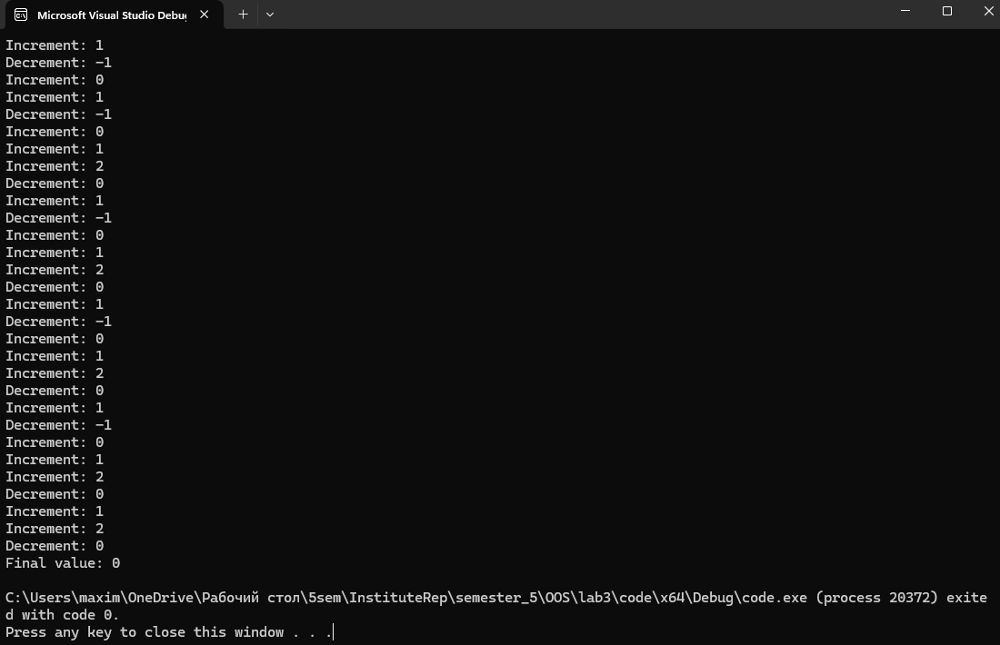 Microsoft Visual Studio Debu
Increment: 1
Decrement: -1
Increment: 0
Increment: 1
Decrement: -1
Increment: 0
Increment: 1
Increment: 2
Decrement: 0
Increment: 1
Decrement: -1
Increment: 0
Increment: 1
Increment: 2
Decrement: 0
Increment: 1
Decrement: -1
Increment: 0
Increment: 1
Increment: 2
Decrement: 0
Increment: 1
Decrement: -1
Increment: 0
Increment: 1
Increment: 2
Decrement: 0
Increment: 1
Increment: 2
Decrement: 0
Final value: 0
C:\Users\maxim\OneDrive\Рабочий стол\5sem\InstituteRep\semester_5\OOS\lab3\code\x64\Debug\code.exe (process 20372) exite
d with code 0.
Press any key to close this window . . .